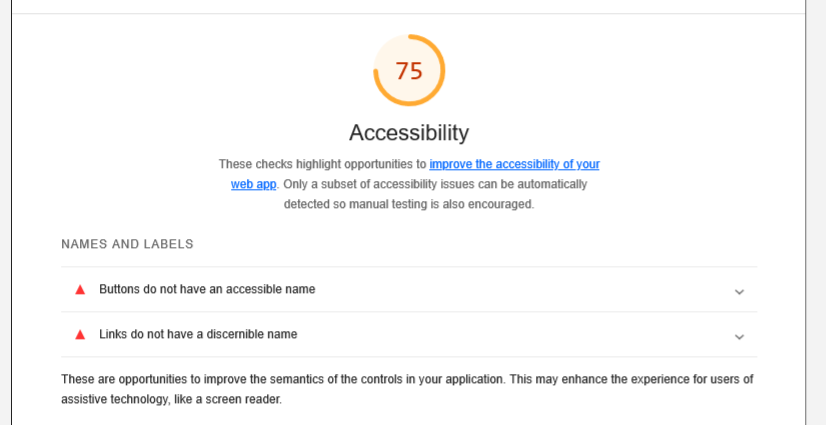 75
Accessibility
These checks highlight opportunities to improve the accessibility of your
web app. Only a subset of accessibility issues can be automatically
detected so manual testing is also encouraged.
NAMES AND LABELS
Buttons do not have an accessible name
Links do not have a discernible name
These are opportunities to improve the semantics of the controls in your application. This may enhance the experience for users of
assistive technology, like a screen reader.